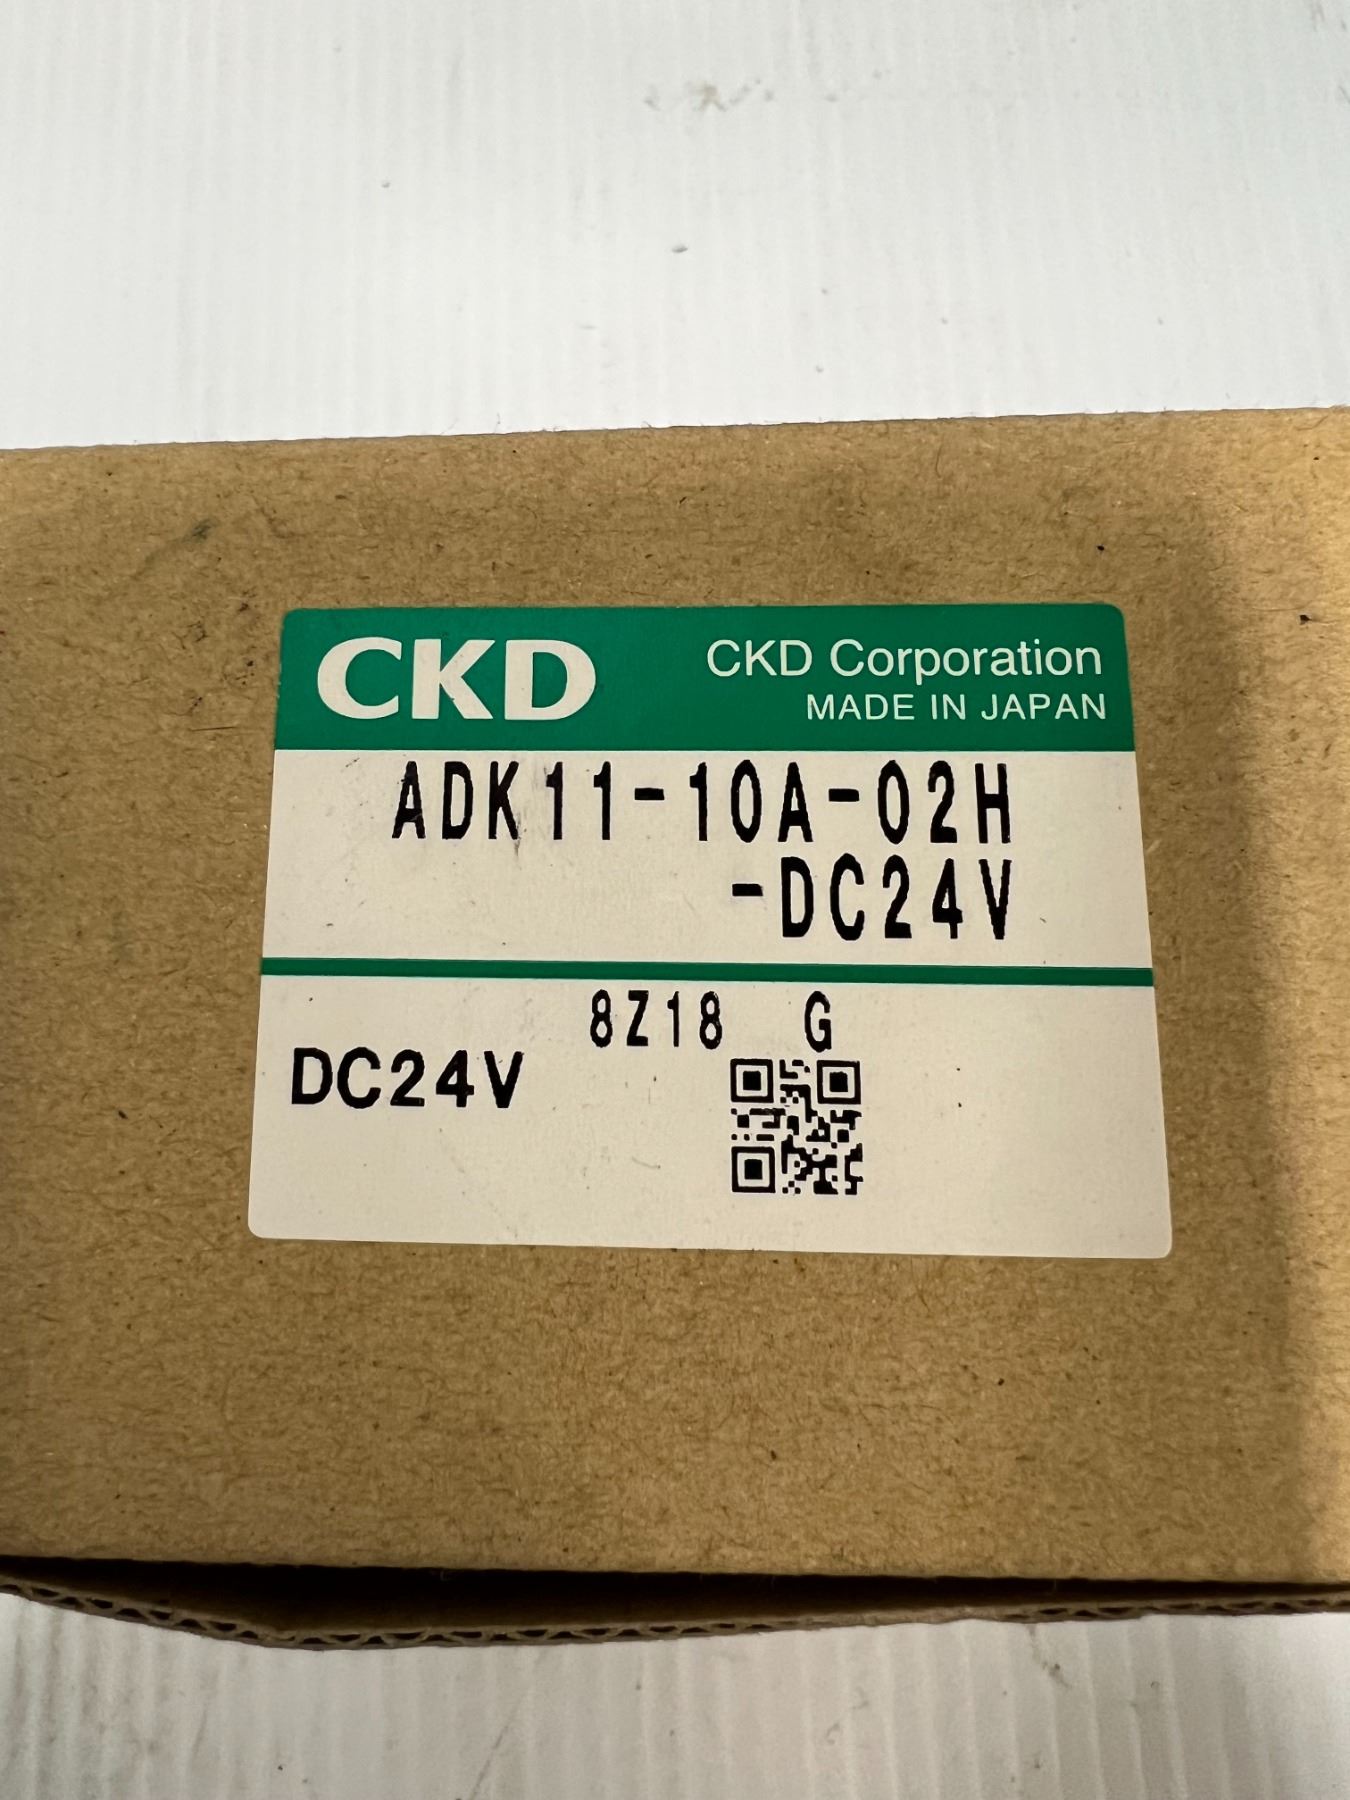 CKD
CKD Corporation
MADE IN JAPAN
ADK11-10A-02H
-DC24V
8Z18 G
DC24V